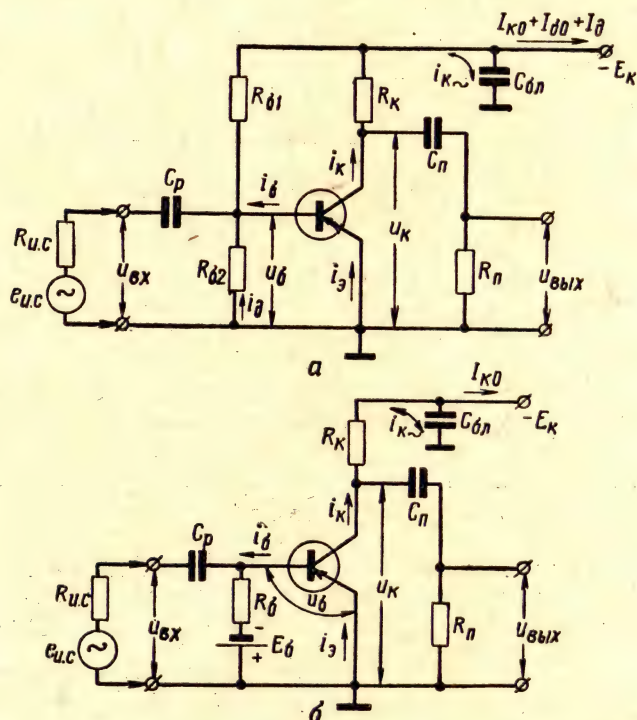 Iк0+Iб0+Iд
-Eк
iк~
Cбл
Rб1
Rк
iк
Cп
Cр
iб
Rи.с
uвх
Rб2
uб
uк
Rп
uвых
eи.с
iд
iэ
а
Iк0
-Eк
iк~
Cбл
Rк
iк
Cп
Cр
iб
Rи.с
uвх
Rб
uб
uк
Rп
uвых
eи.с
-
+
Eб
iэ
б